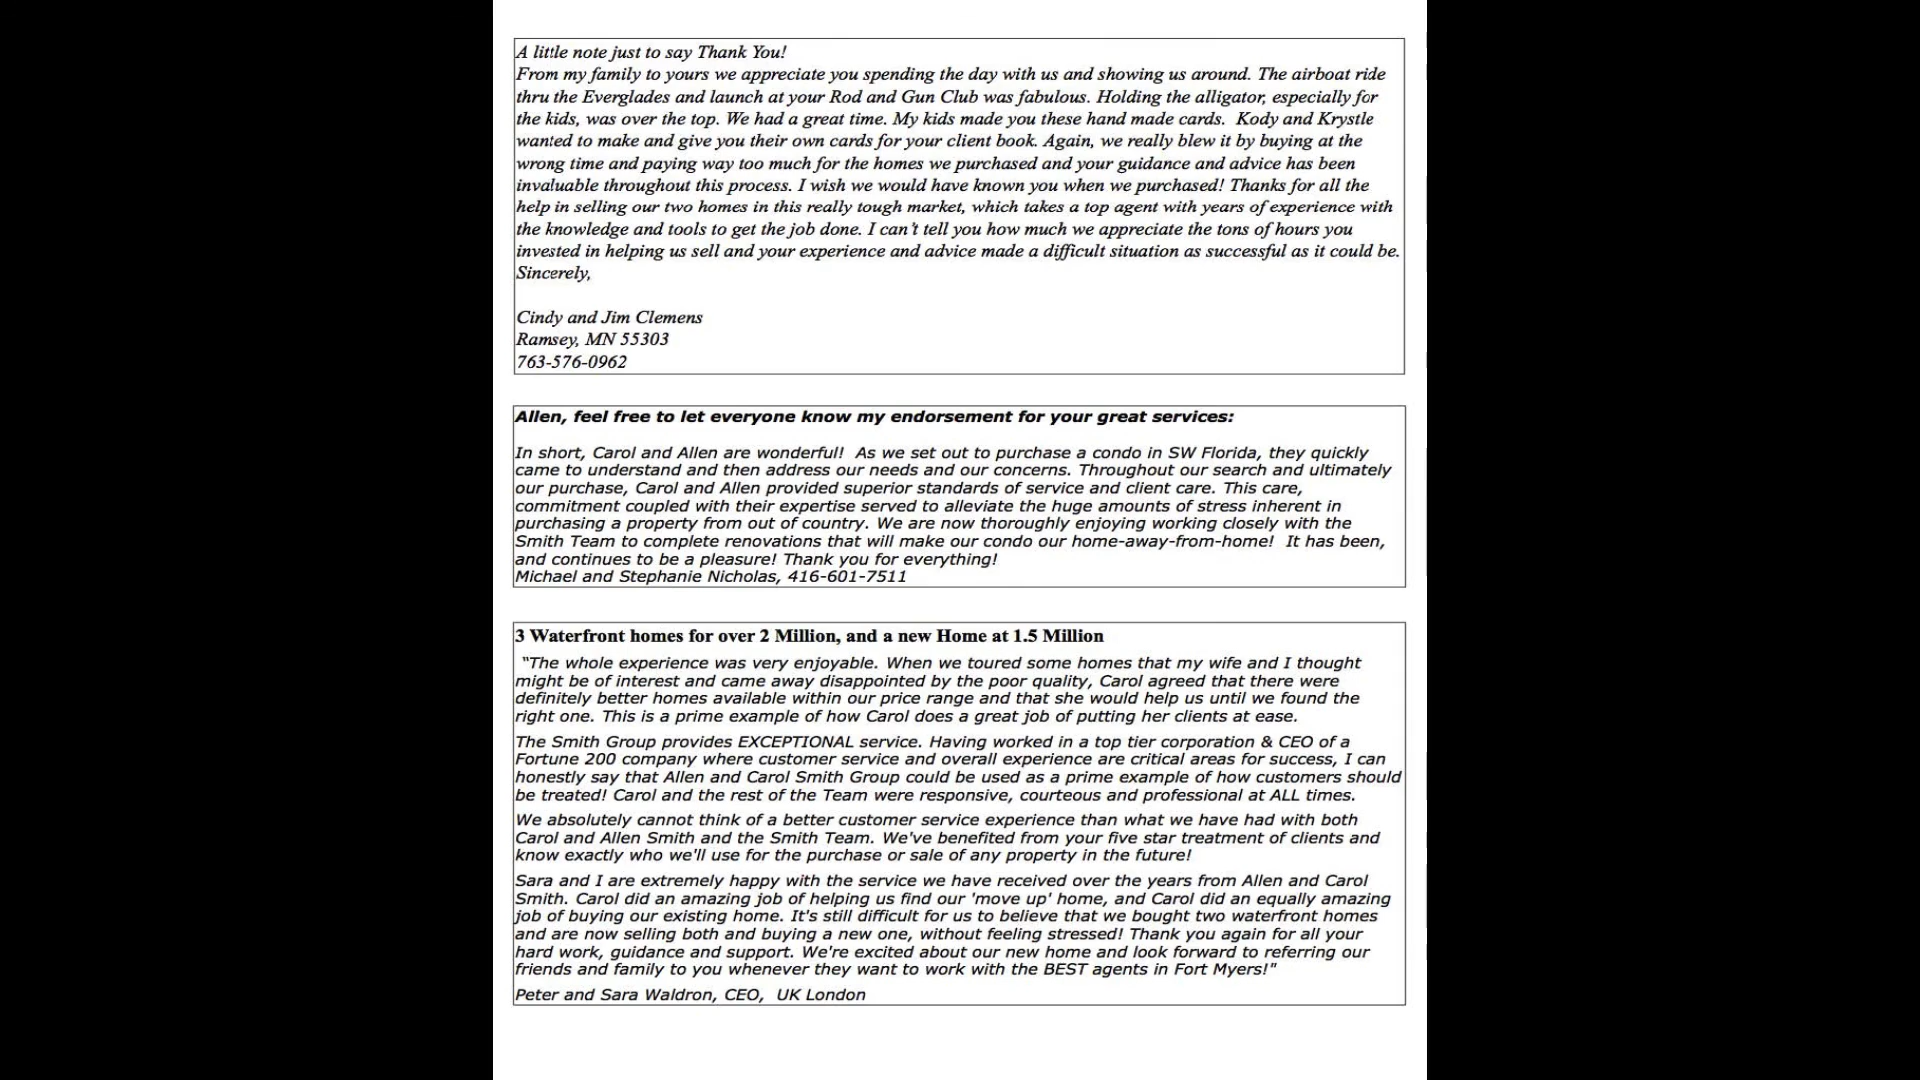 A little note just to say Thank You!
From my family to yours we appreciate you spending the day with us and showing us around. The airboat ride
thru the Everglades and launch at your Rod and Gun Club was fabulous. Holding the alligator, especially for
the kids, was over the top. We had a great time. My kids made you these hand made cards.  Kody and Krystle
wanted to make and give you their own cards for your client book. Again, we really blew it by buying at the
wrong time and paying way too much for the homes we purchased and your guidance and advice has been
invaluable throughout this process. I wish we would have known you when we purchased! Thanks for all the
help in selling our two homes in this really tough market, which takes a top agent with years of experience with
the knowledge and tools to get the job done. I can't tell you how much we appreciate the tons of hours you
invested in helping us sell and your experience and advice made a difficult situation as successful as it could be.
Sincerely,
Cindy and Jim Clemens
Ramsey, MN 55303
763-576-0962
Allen, feel free to let everyone know my endorsement for your great services:
In short, Carol and Allen are wonderful!  As we set out to purchase a condo in SW Florida, they quickly
came to understand and then address our needs and our concerns. Throughout our search and ultimately
our purchase, Carol and Allen provided superior standards of service and client care. This care,
commitment coupled with their expertise served to alleviate the huge amounts of stress inherent in
purchasing a property from out of country. We are now thoroughly enjoying working closely with the
Smith Team to complete renovations that will make our condo our home-away-from-home!  It has been,
and continues to be a pleasure! Thank you for everything!
Michael and Stephanie Nicholas, 416-601-7511
3 Waterfront homes for over 2 Million, and a new Home at 1.5 Million
"The whole experience was very enjoyable. When we toured some homes that my wife and I thought
might be of interest and came away disappointed by the poor quality, Carol agreed that there were
definitely better homes available within our price range and that she would help us until we found the
right one. This is a prime example of how Carol does a great job of putting her clients at ease.
The Smith Group provides EXCEPTIONAL service. Having worked in a top tier corporation & CEO of a
Fortune 200 company where customer service and overall experience are critical areas for success, I can
honestly say that Allen and Carol Smith Group could be used as a prime example of how customers should
be treated! Carol and the rest of the Team were responsive, courteous and professional at ALL times.
We absolutely cannot think of a better customer service experience than what we have had with both
Carol and Allen Smith and the Smith Team. We've benefited from your five star treatment of clients and
know exactly who we'll use for the purchase or sale of any property in the future!
Sara and I are extremely happy with the service we have received over the years from Allen and Carol
Smith. Carol did an amazing job of helping us find our 'move up' home, and Carol did an equally amazing
job of buying our existing home. It's still difficult for us to believe that we bought two waterfront homes
and are now selling both and buying a new one, without feeling stressed! Thank you again for all your
hard work, guidance and support. We're excited about our new home and look forward to referring our
friends and family to you whenever they want to work with the BEST agents in Fort Myers!"
Peter and Sara Waldron, CEO,  UK London